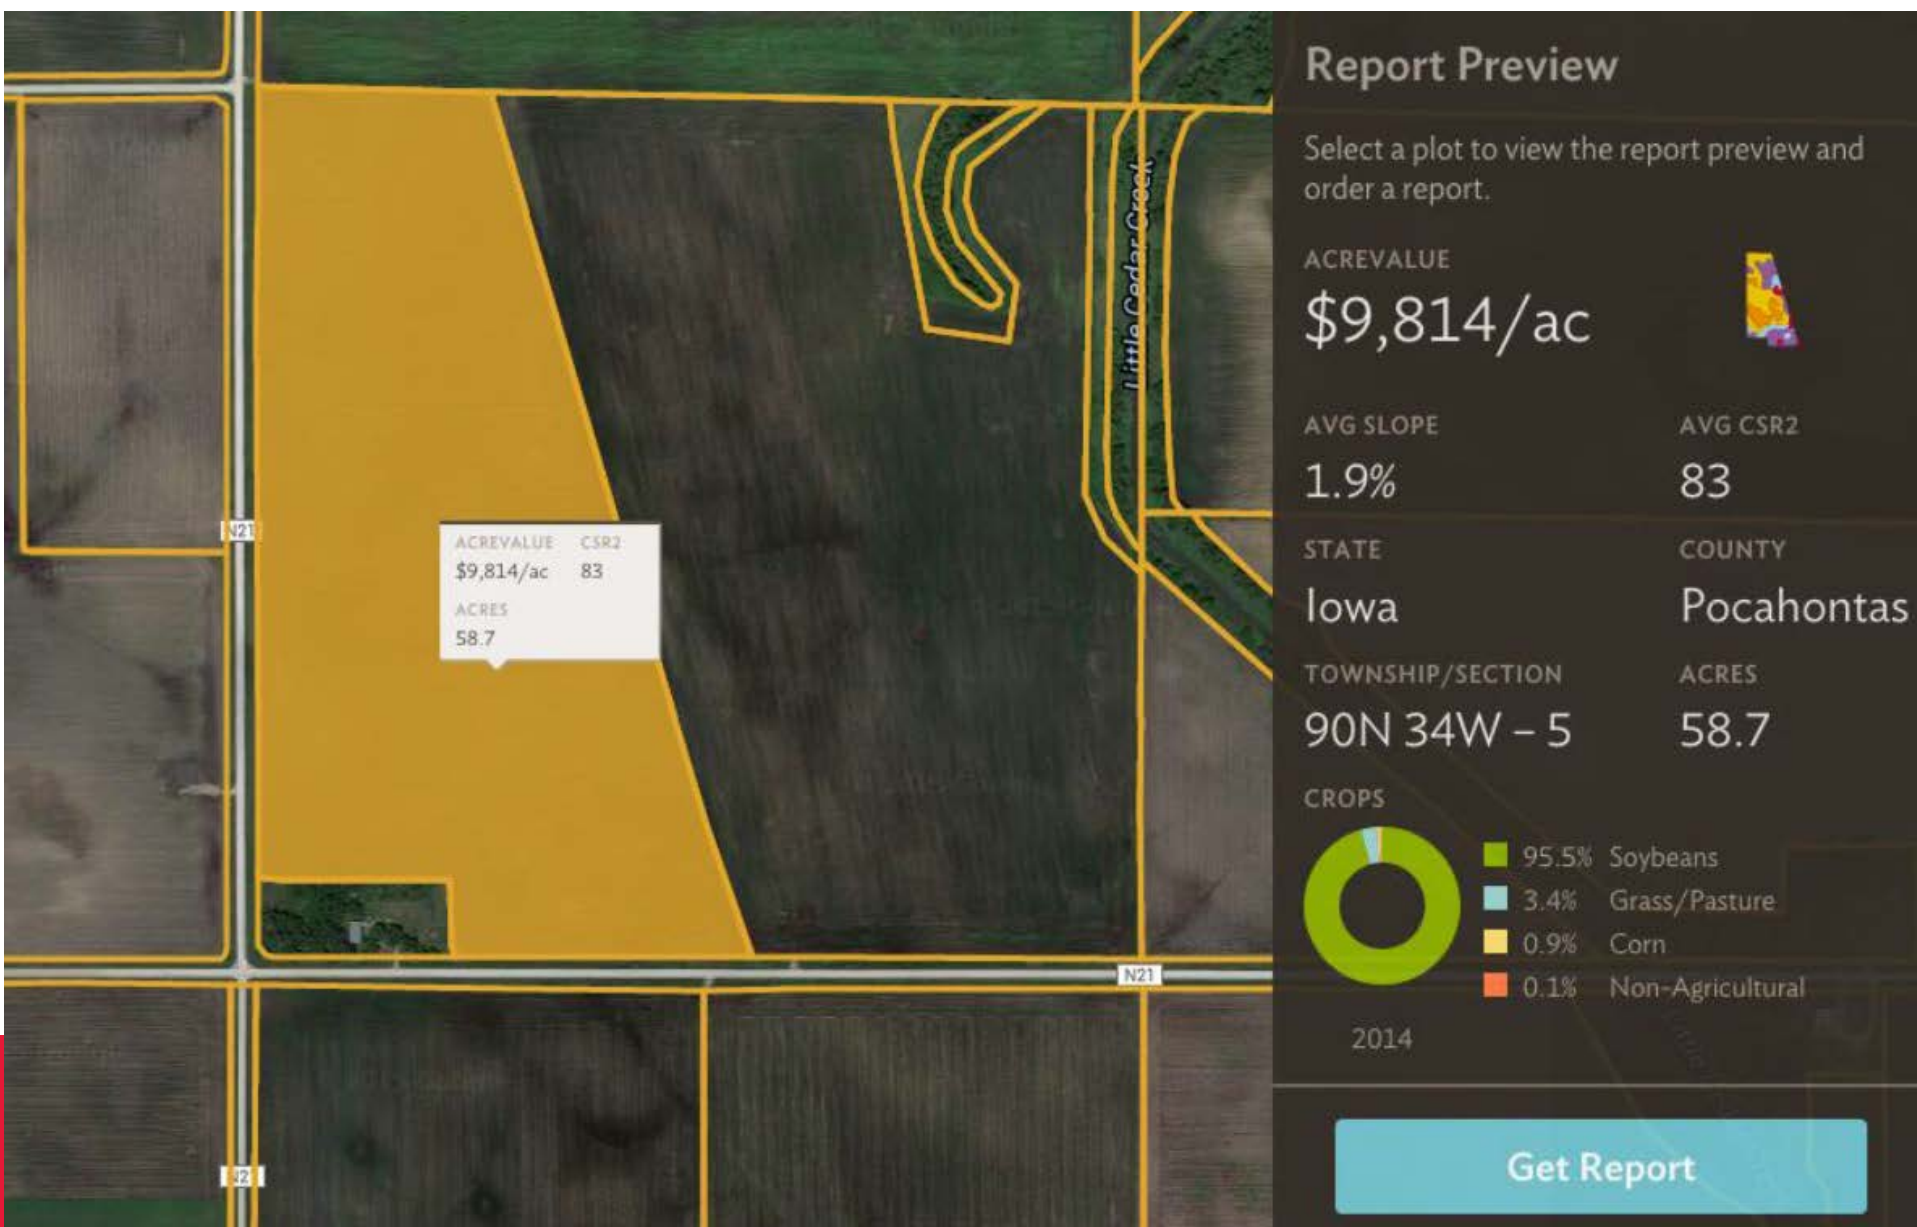 N21
Little Cedar Creek
ACREVALUE CSR2
$9,814/ac 83
ACRES
58.7
N21
Report Preview
Select a plot to view the report preview and
order a report.
ACREVALUE
$9,814/ac
AVG SLOPE AVG CSR2
1.9% 83
STATE COUNTY
Iowa Pocahontas
TOWNSHIP/SECTION ACRES
90N 34W – 5 58.7
CROPS
95.5% Soybeans
3.4% Grass/Pasture
0.9% Corn
0.1% Non-Agricultural
2014
Get Report